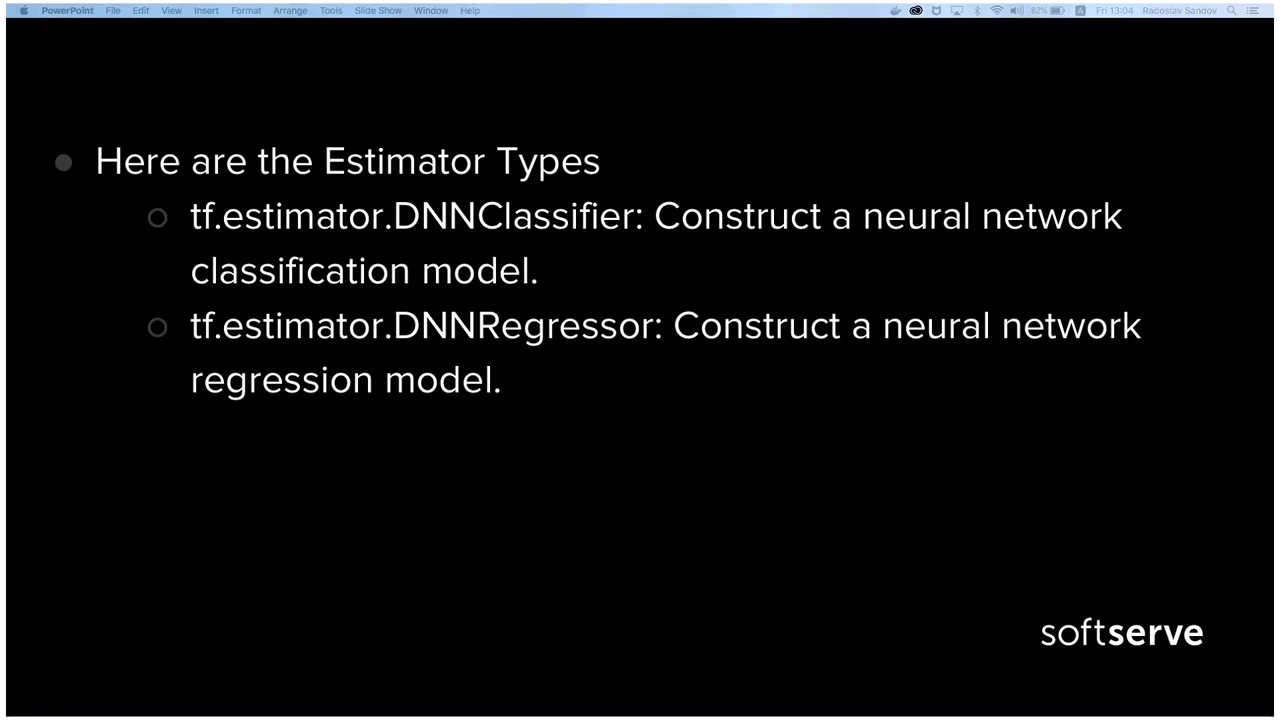 PowerPoint File Edit View Insert Format Arrange Tools Slide Show Window Help 82% A Fri 13:04 Radoslav Sandov
Here are the Estimator Types
tf.estimator.DNNClassifier: Construct a neural network
classification model.
tf.estimator.DNNRegressor: Construct a neural network
regression model.
softserve